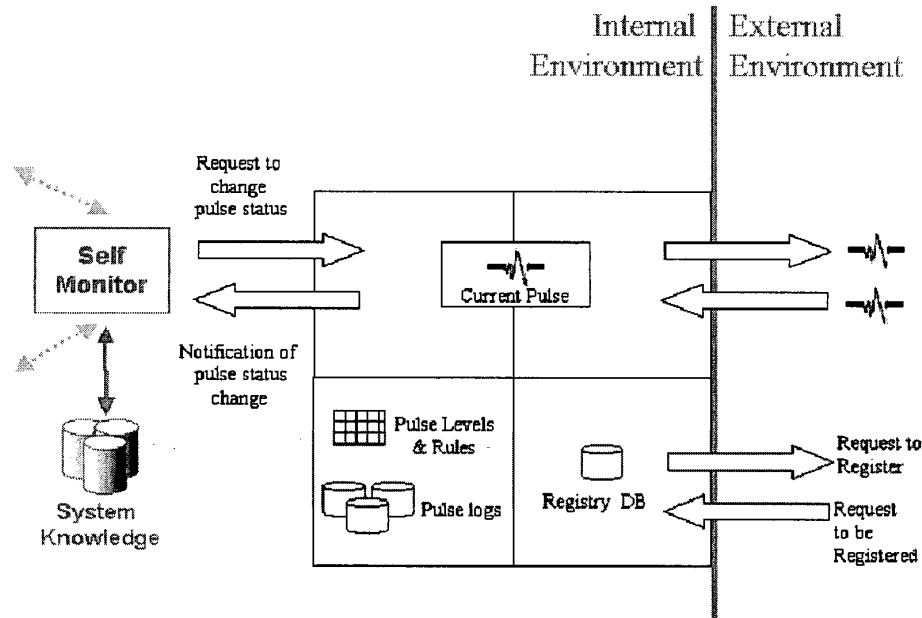 Internal
Environment
External
Environment
Request to
change
pulse status
Self
Monitor
Current Pulse
Notification of
pulse status
change
Pulse Levels
& Rules
Pulse logs
Registry DB
Request to
Register
Request
to be
Registered
System
Knowledge